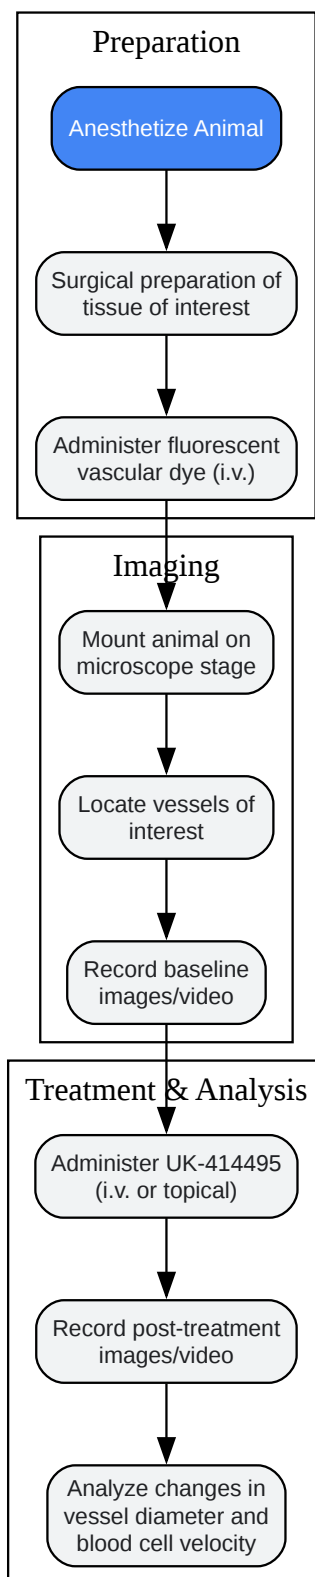 Preparation
Anesthetize Animal
Surgical preparation of
tissue of interest
Administer fluorescent
vascular dye (i.v.)
Imaging
Mount animal on
microscope stage
Locate vessels of
interest
Record baseline
images/video
Treatment & Analysis
Administer UK-414495
(i.v. or topical)
Record post-treatment
images/video
Analyze changes in
vessel diameter and
blood cell velocity